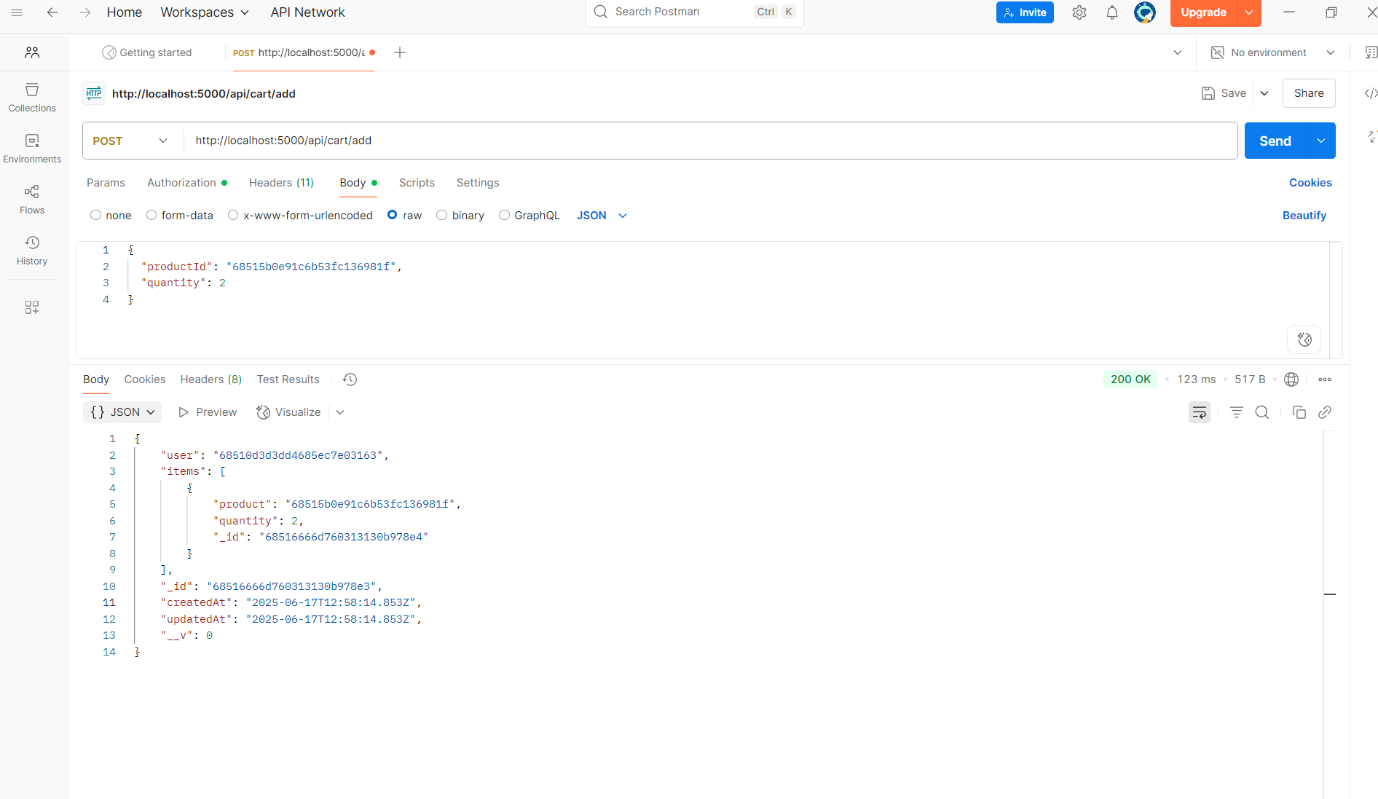 Home Workspaces API Network Search Postman Ctrl K Invite Upgrade
Getting started POST http://localhost:5000/a No environment
HTTP http://localhost:5000/api/cart/add Save Share
Collections
POST http://localhost:5000/api/cart/add Send
Environments
Params Authorization Headers (11) Body Scripts Settings Cookies
Flows
none form-data x-www-form-urlencoded raw binary GraphQL JSON Beautify
History
1 {
2 "productId": "68515b0e91c6b53fc136981f",
3 "quantity": 2
4 }
Body Cookies Headers (8) Test Results 200 OK 123 ms 517 B
{} JSON Preview Visualize
1 {
2 "user": "68510d3d3dd4685ec7e03163",
3 "items": [
4 {
5 "product": "68515b0e91c6b53fc136981f",
6 "quantity": 2,
7 "_id": "68516666d760313130b978e4"
8 }
9 ],
10 "_id": "68516666d760313130b978e3",
11 "createdAt": "2025-06-17T12:58:14.853Z",
12 "updatedAt": "2025-06-17T12:58:14.853Z",
13 "__v": 0
14 }